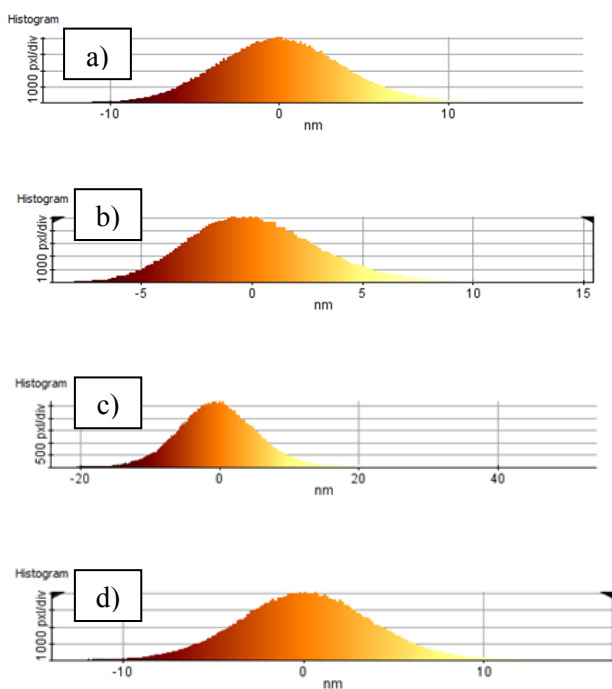 Histogram
a)
1000 pxl/div
-10 0 10
nm
Histogram
b)
1000 pxl/div
-5 0 5 10 15
nm
Histogram
c)
500 pxl/div
-20 0 20 40
nm
Histogram
d)
1000 pxl/div
-10 0 10
nm